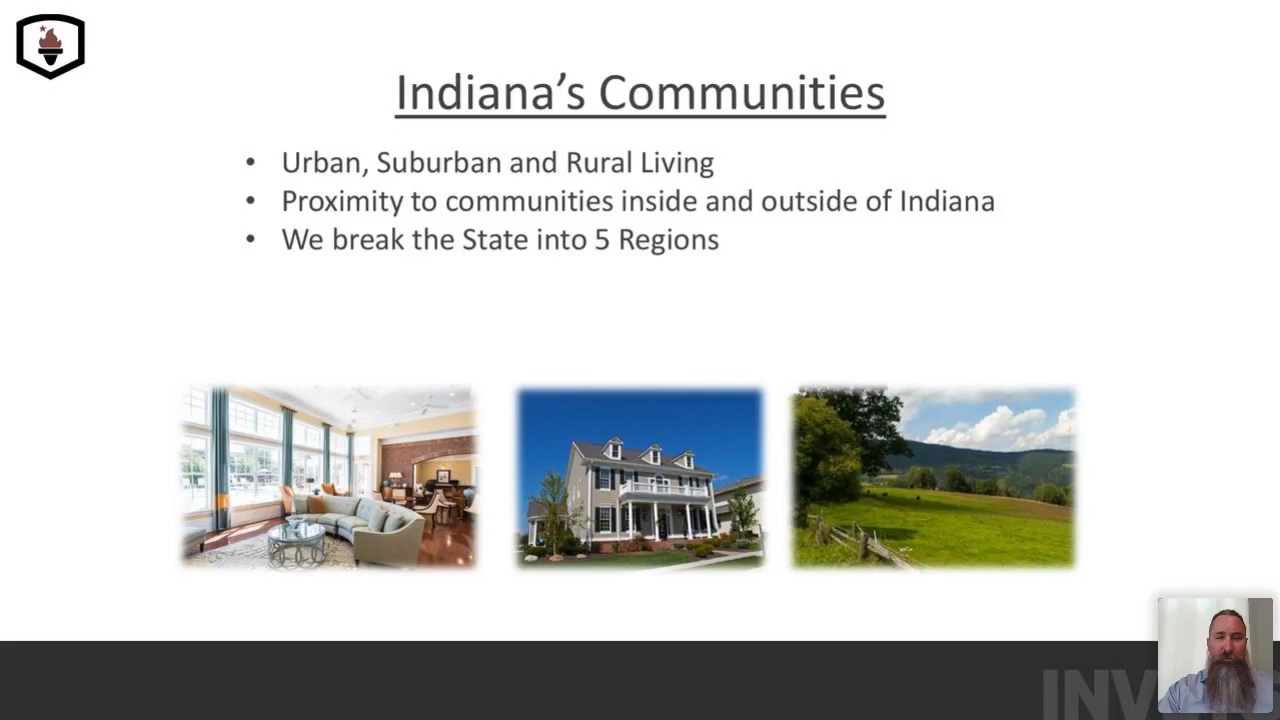 Indiana’s Communities
• Urban, Suburban and Rural Living
• Proximity to communities inside and outside of Indiana
• We break the State into 5 Regions
INV